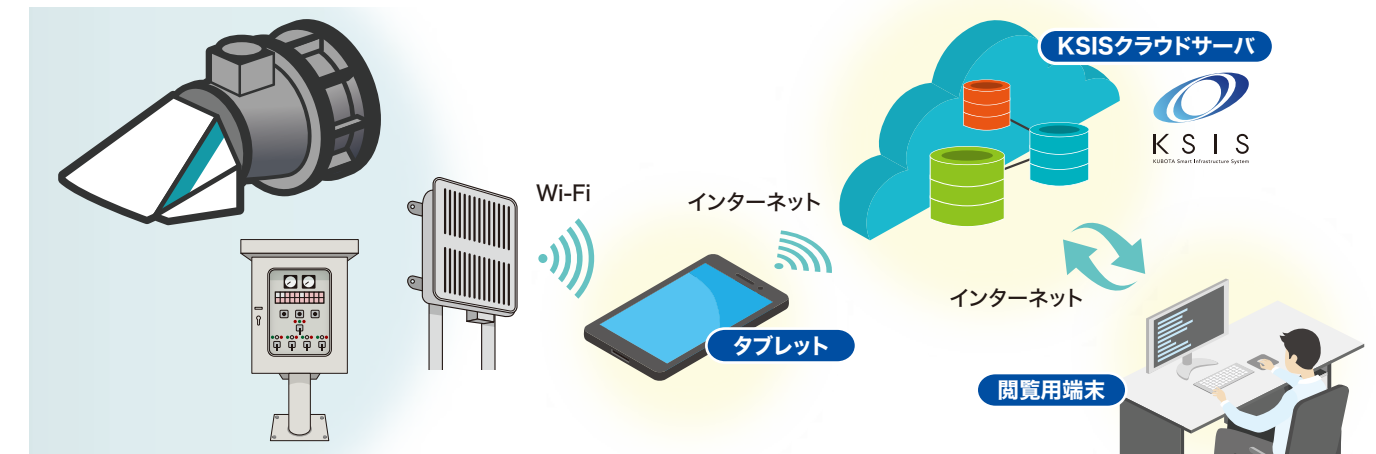 KSISクラウドサーバ
KSIS
KUBOTA Smart Infrastructure System
Wi-Fi
インターネット
インターネット
タブレット
閲覧用端末